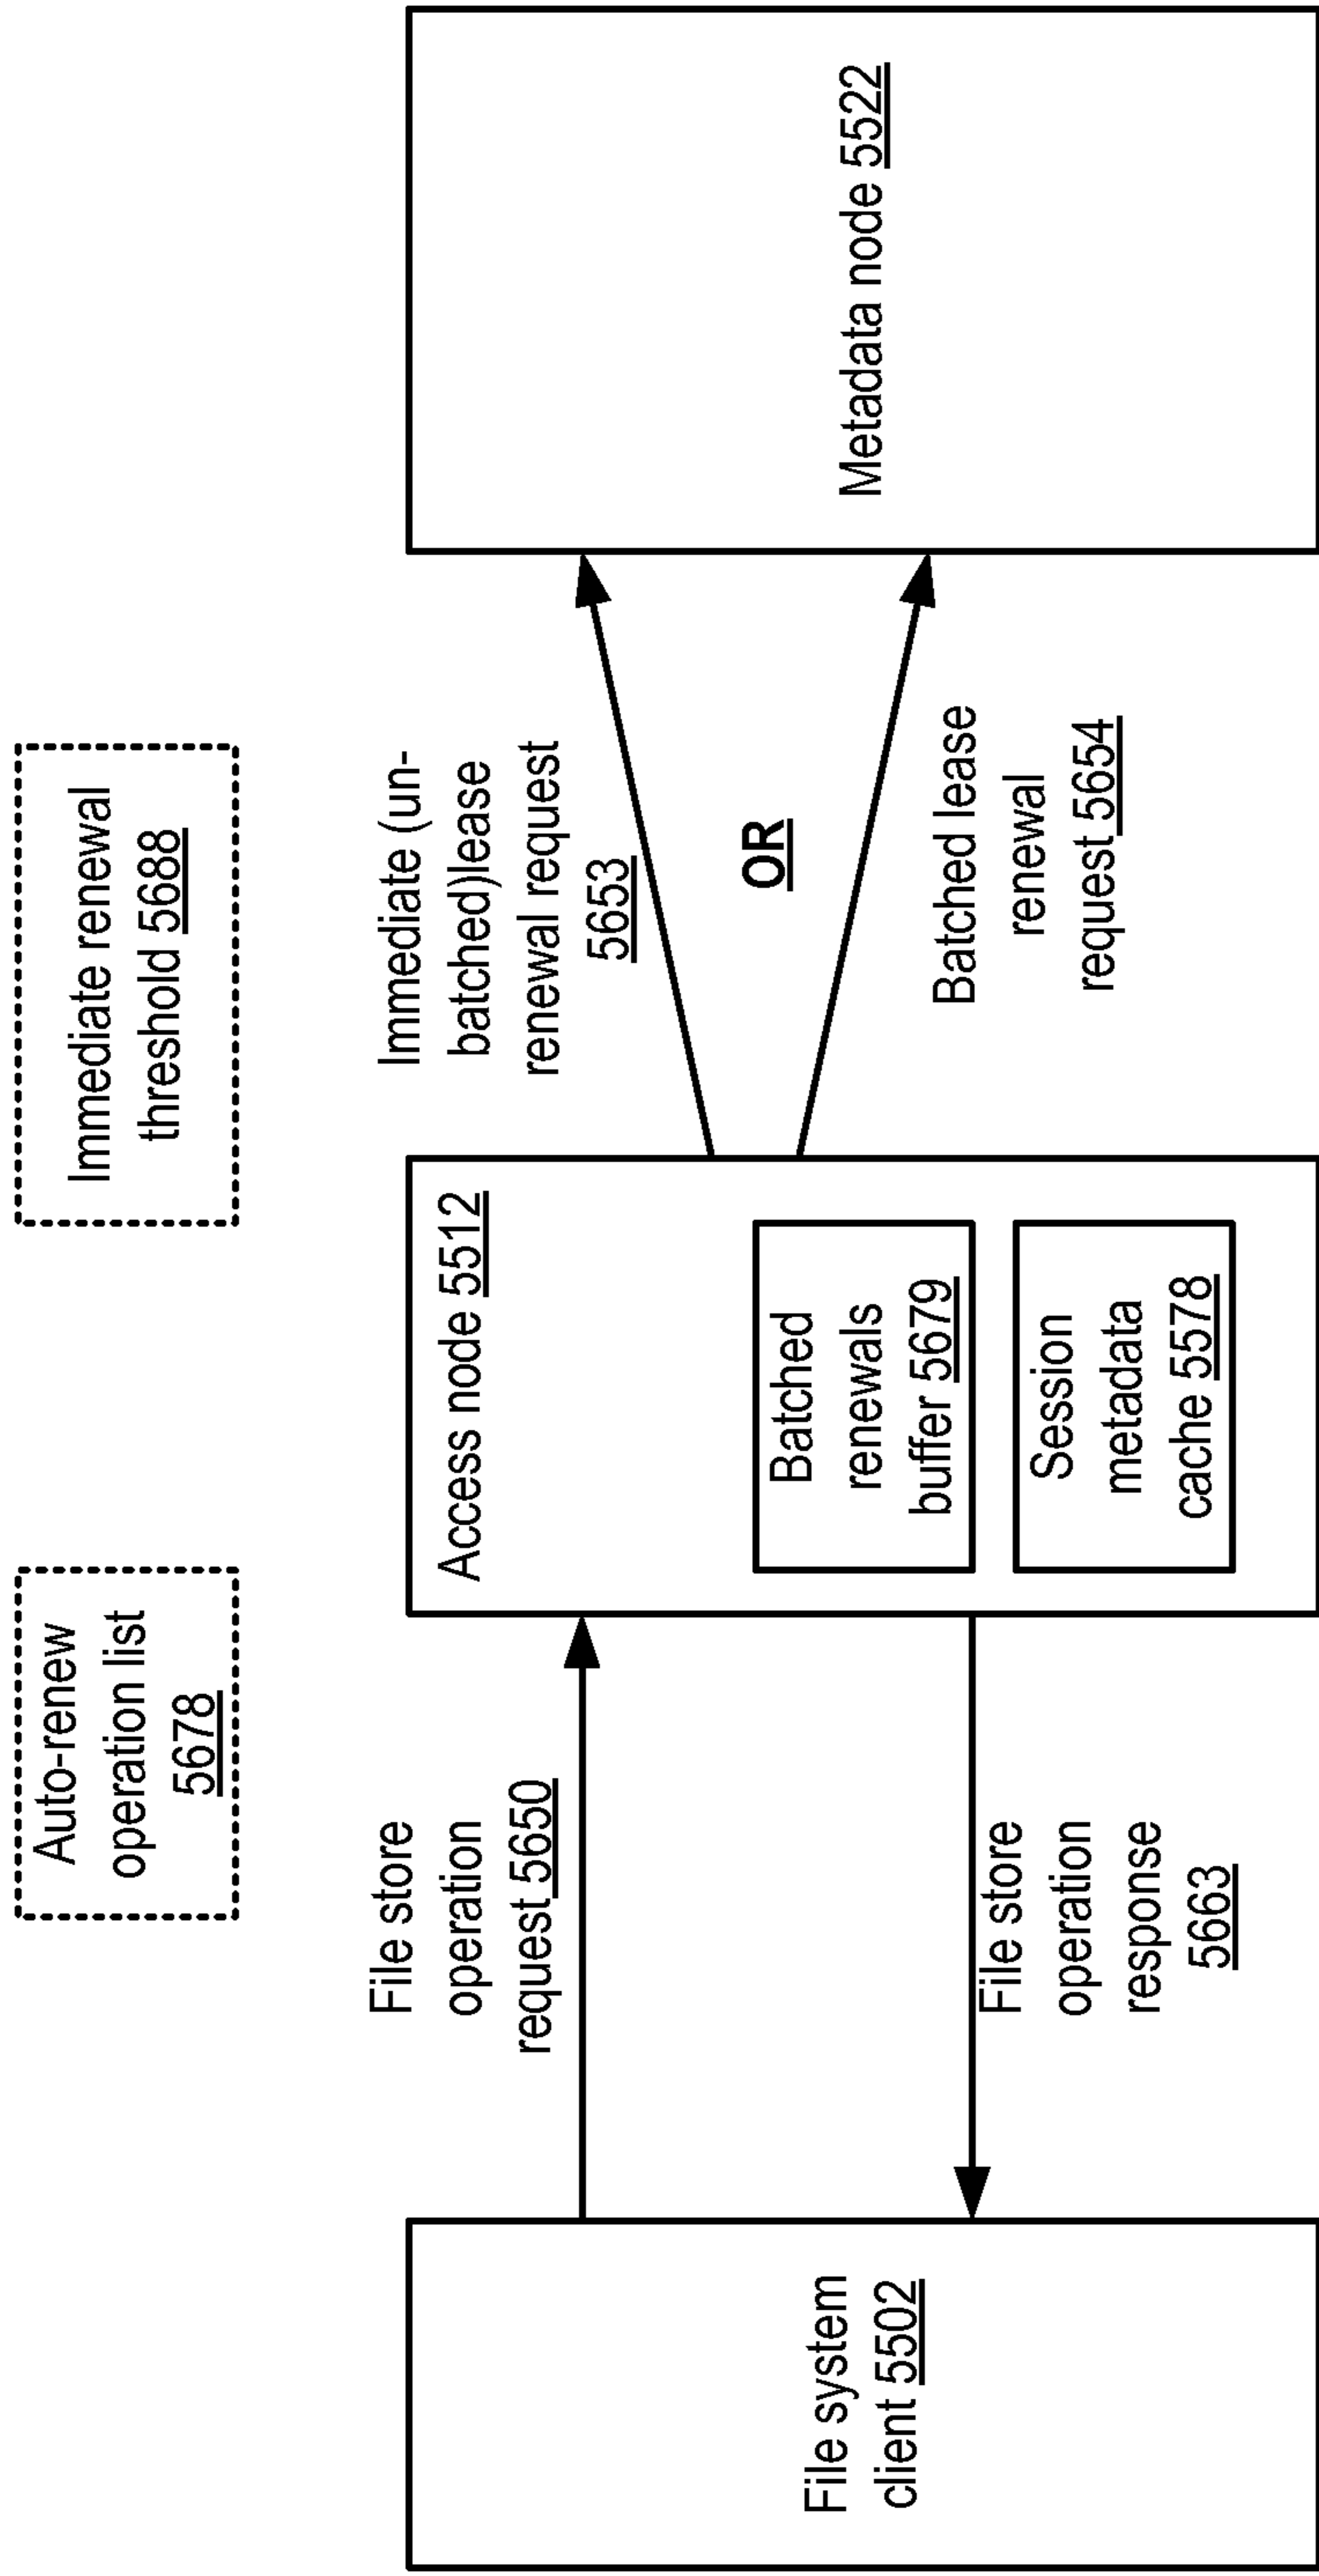 Auto-renew
operation list
5678
Immediate renewal
threshold 5688
File store
operation
request 5650
Access node 5512
Immediate (un-
batched)lease
renewal request
5653
File system
client 5502
Batched
renewals
buffer 5679
OR
Metadata node 5522
File store
operation
response
5663
Session
metadata
cache 5578
Batched lease
renewal
request 5654